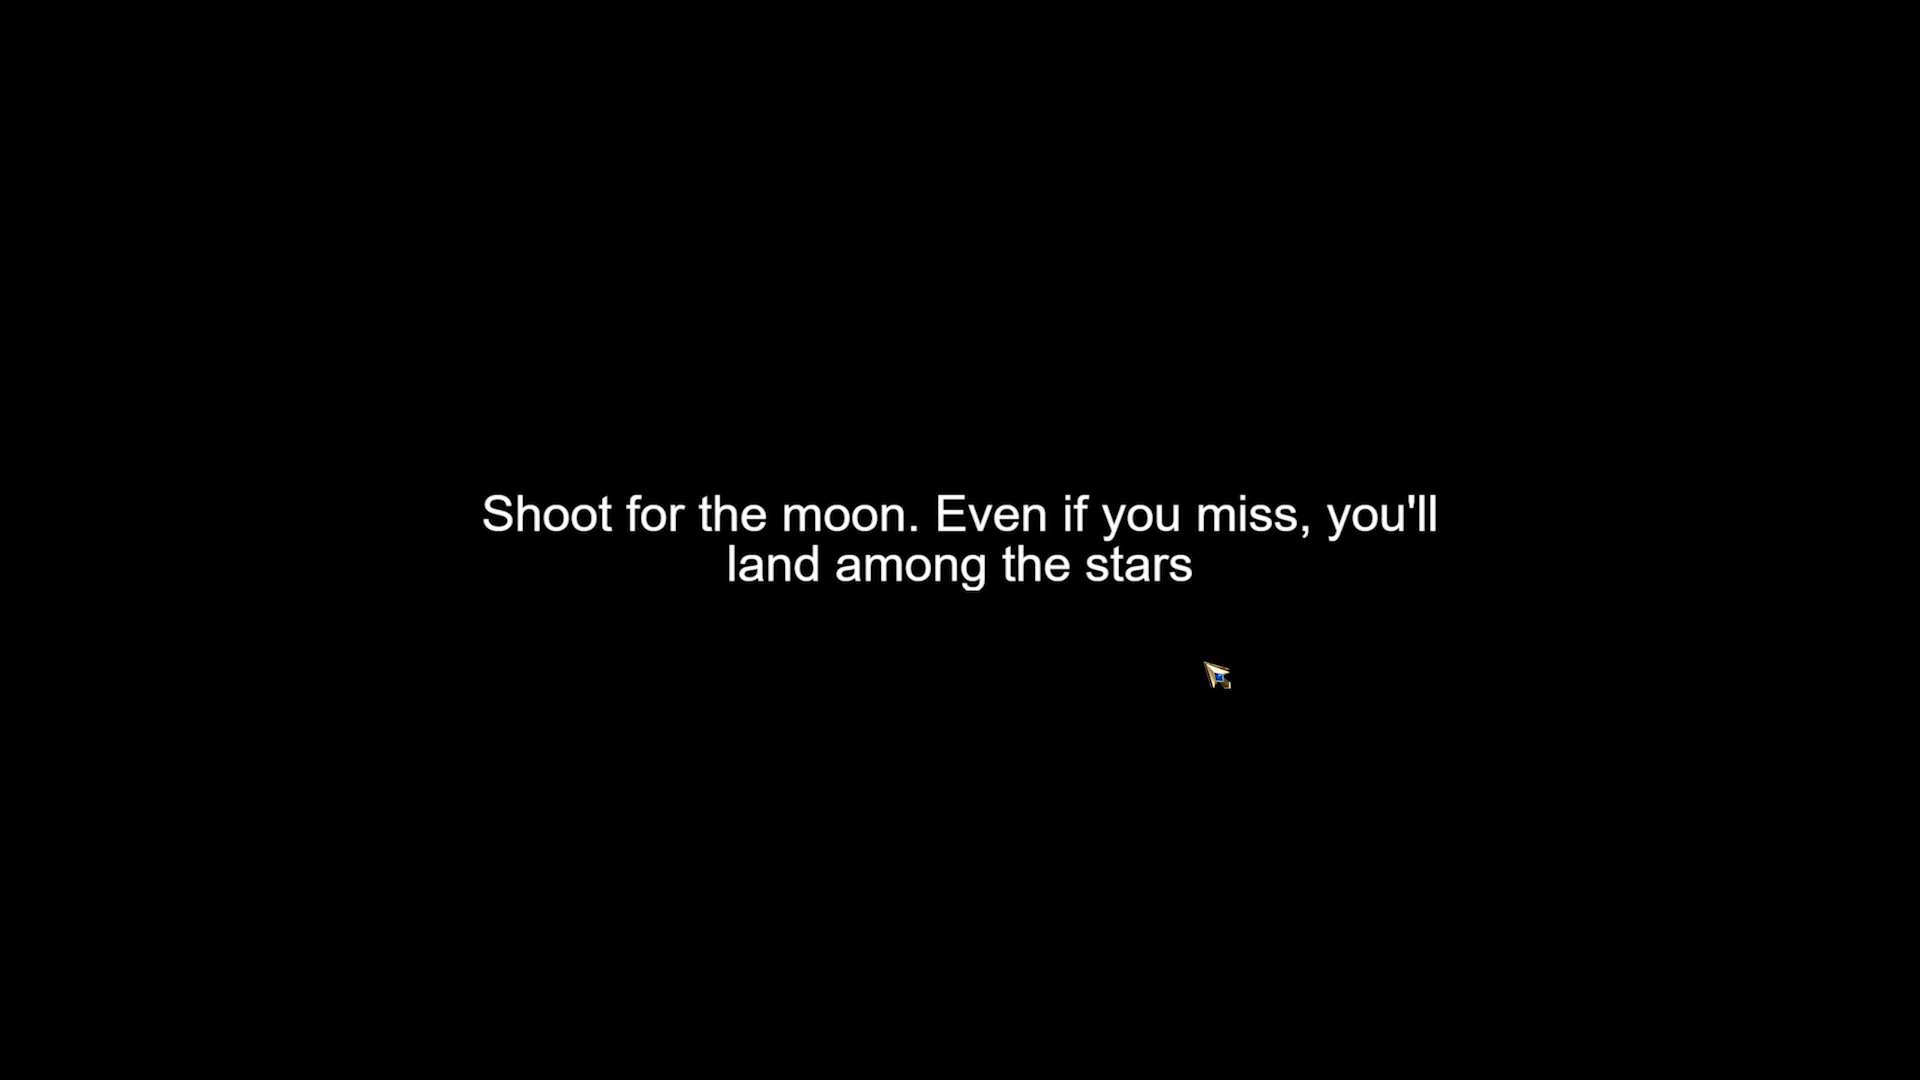 Shoot for the moon. Even if you miss, you'll
land among the stars